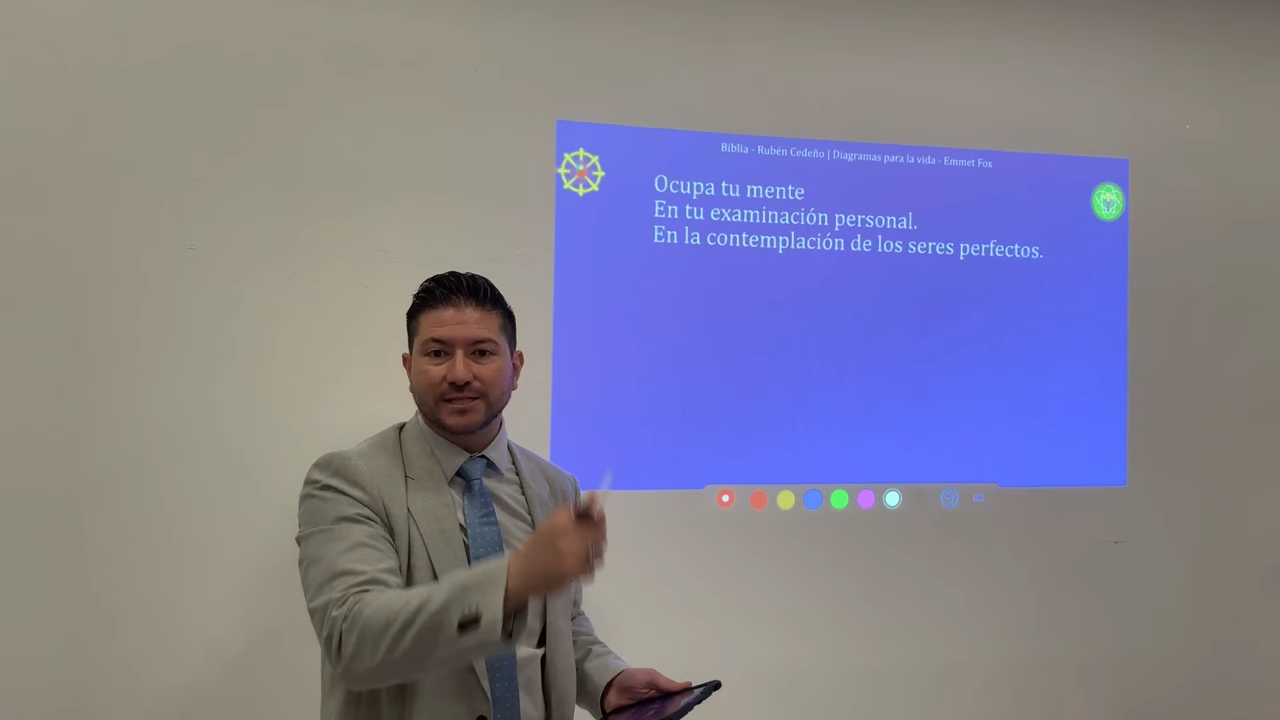 Biblia - Rubén Cedeño | Diagramas para la vida - Emmet Fox
Ocupa tu mente
En tu examinación personal.
En la contemplación de los seres perfectos.